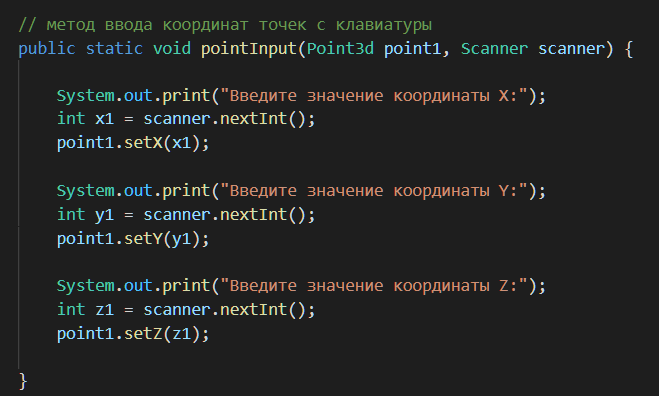 // метод ввода координат точек с клавиатуры
public static void pointInput(Point3d point1, Scanner scanner) {
System.out.print("Введите значение координаты X:");
int x1 = scanner.nextInt();
point1.setX(x1);
System.out.print("Введите значение координаты Y:");
int y1 = scanner.nextInt();
point1.setY(y1);
System.out.print("Введите значение координаты Z:");
int z1 = scanner.nextInt();
point1.setZ(z1);
}